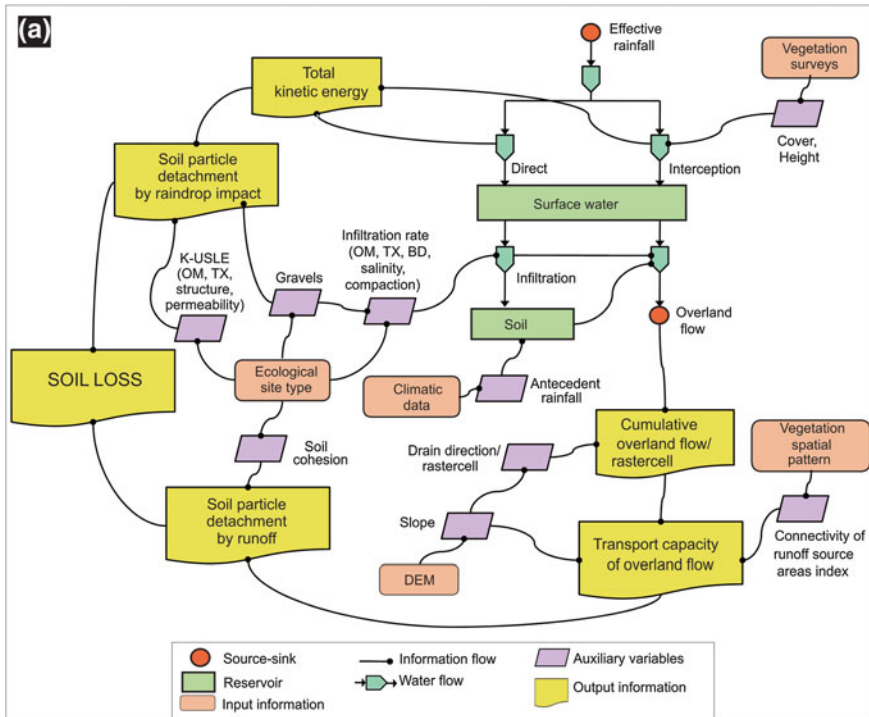 (a)
Effective
rainfall
Vegetation
surveys
Total
kinetic energy
Cover,
Height
Soil particle
detachment
by raindrop impact
Direct
Interception
Surface water
K-USLE
(OM, TX,
structure,
permeability)
Gravels
Infiltration rate
(OM, TX, BD,
salinity,
compaction)
Infiltration
Soil
Overland
flow
SOIL LOSS
Ecological
site type
Climatic
data
Antecedent
rainfall
Soil
cohesion
Drain direction/
rastercell
Cumulative
overland flow/
rastercell
Vegetation
spatial
pattern
Soil particle
detachment
by runoff
Slope
DEM
Transport capacity
of overland flow
Connectivity of
runoff source
areas index
Source-sink
Information flow
Auxiliary variables
Reservoir
Water flow
Output information
Input information